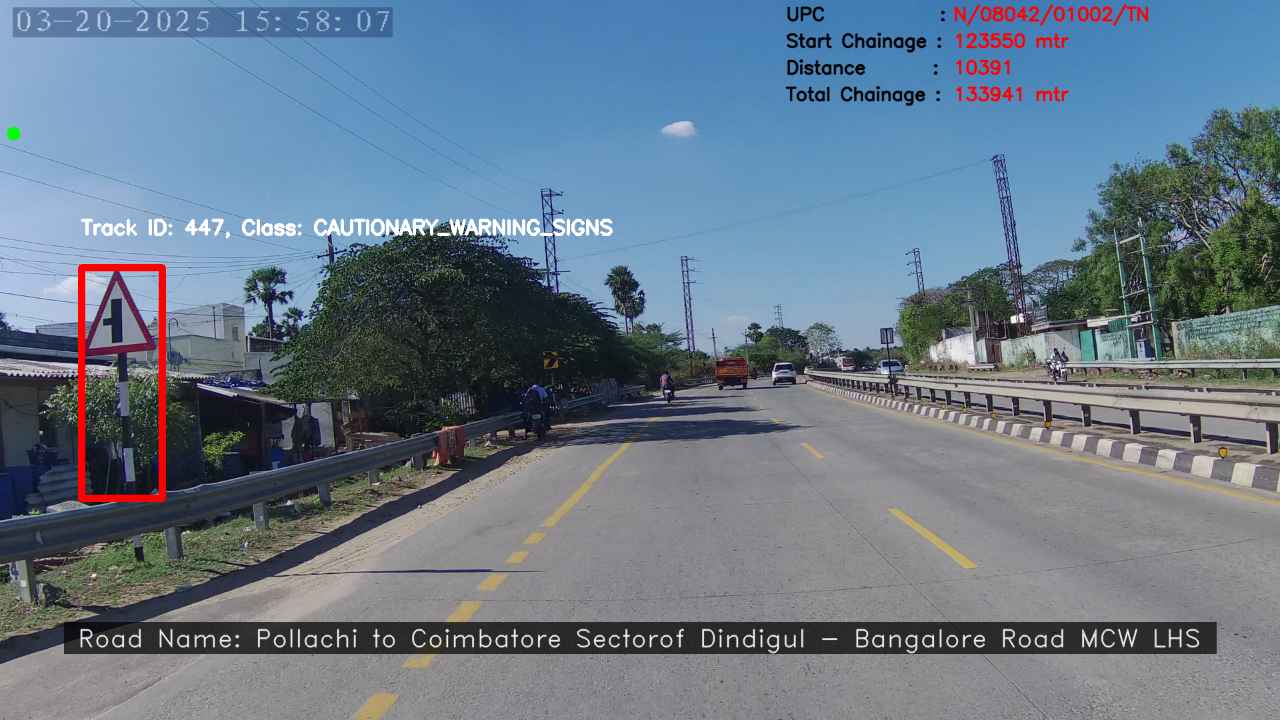 03-20-2025 15:58:07
UPC : N/08042/01002/TN
Start Chainage : 123550 mtr
Distance : 10391
Total Chainage : 133941 mtr
Track ID: 447, Class: CAUTIONARY_WARNING_SIGNS
Road Name: Pollachi to Coimbatore Sectorof Dindigul - Bangalore Road MCW LHS